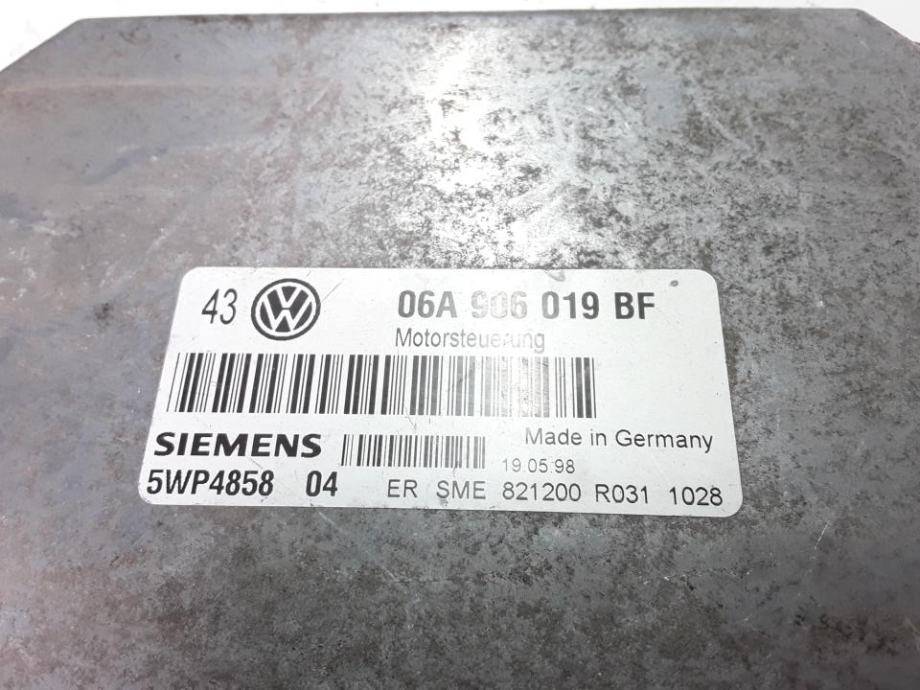 43 VW 06A 906 019 BF
Motorsteuerung
Made in Germany
SIEMENS 19.05.98
5WP4858 04 ER SME 821200 R031 1028